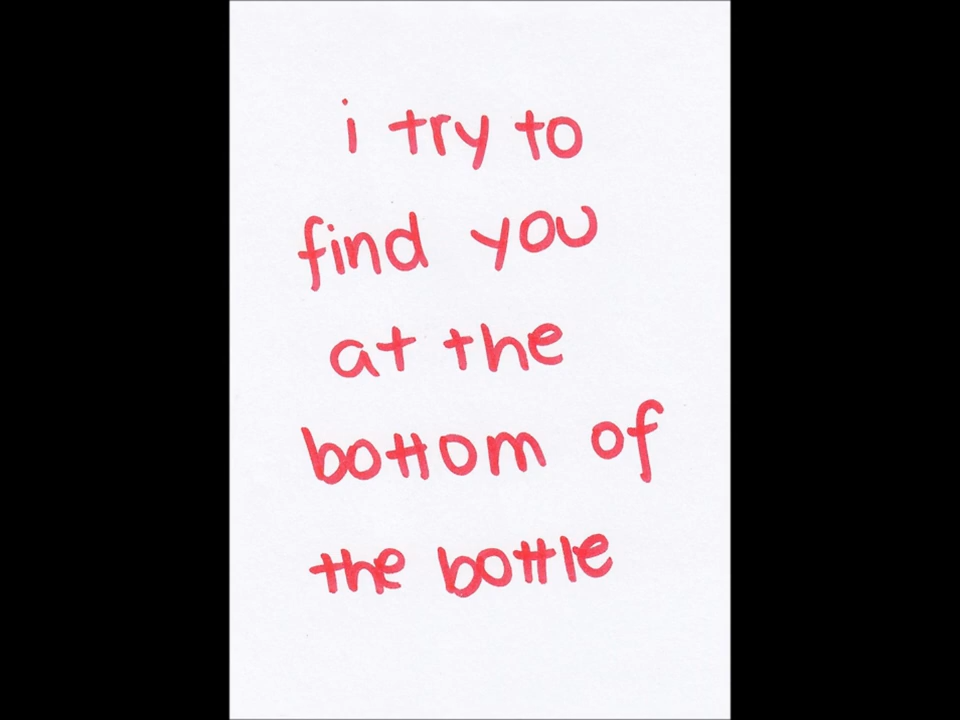 i try to
find you
at the
bottom of
the bottle